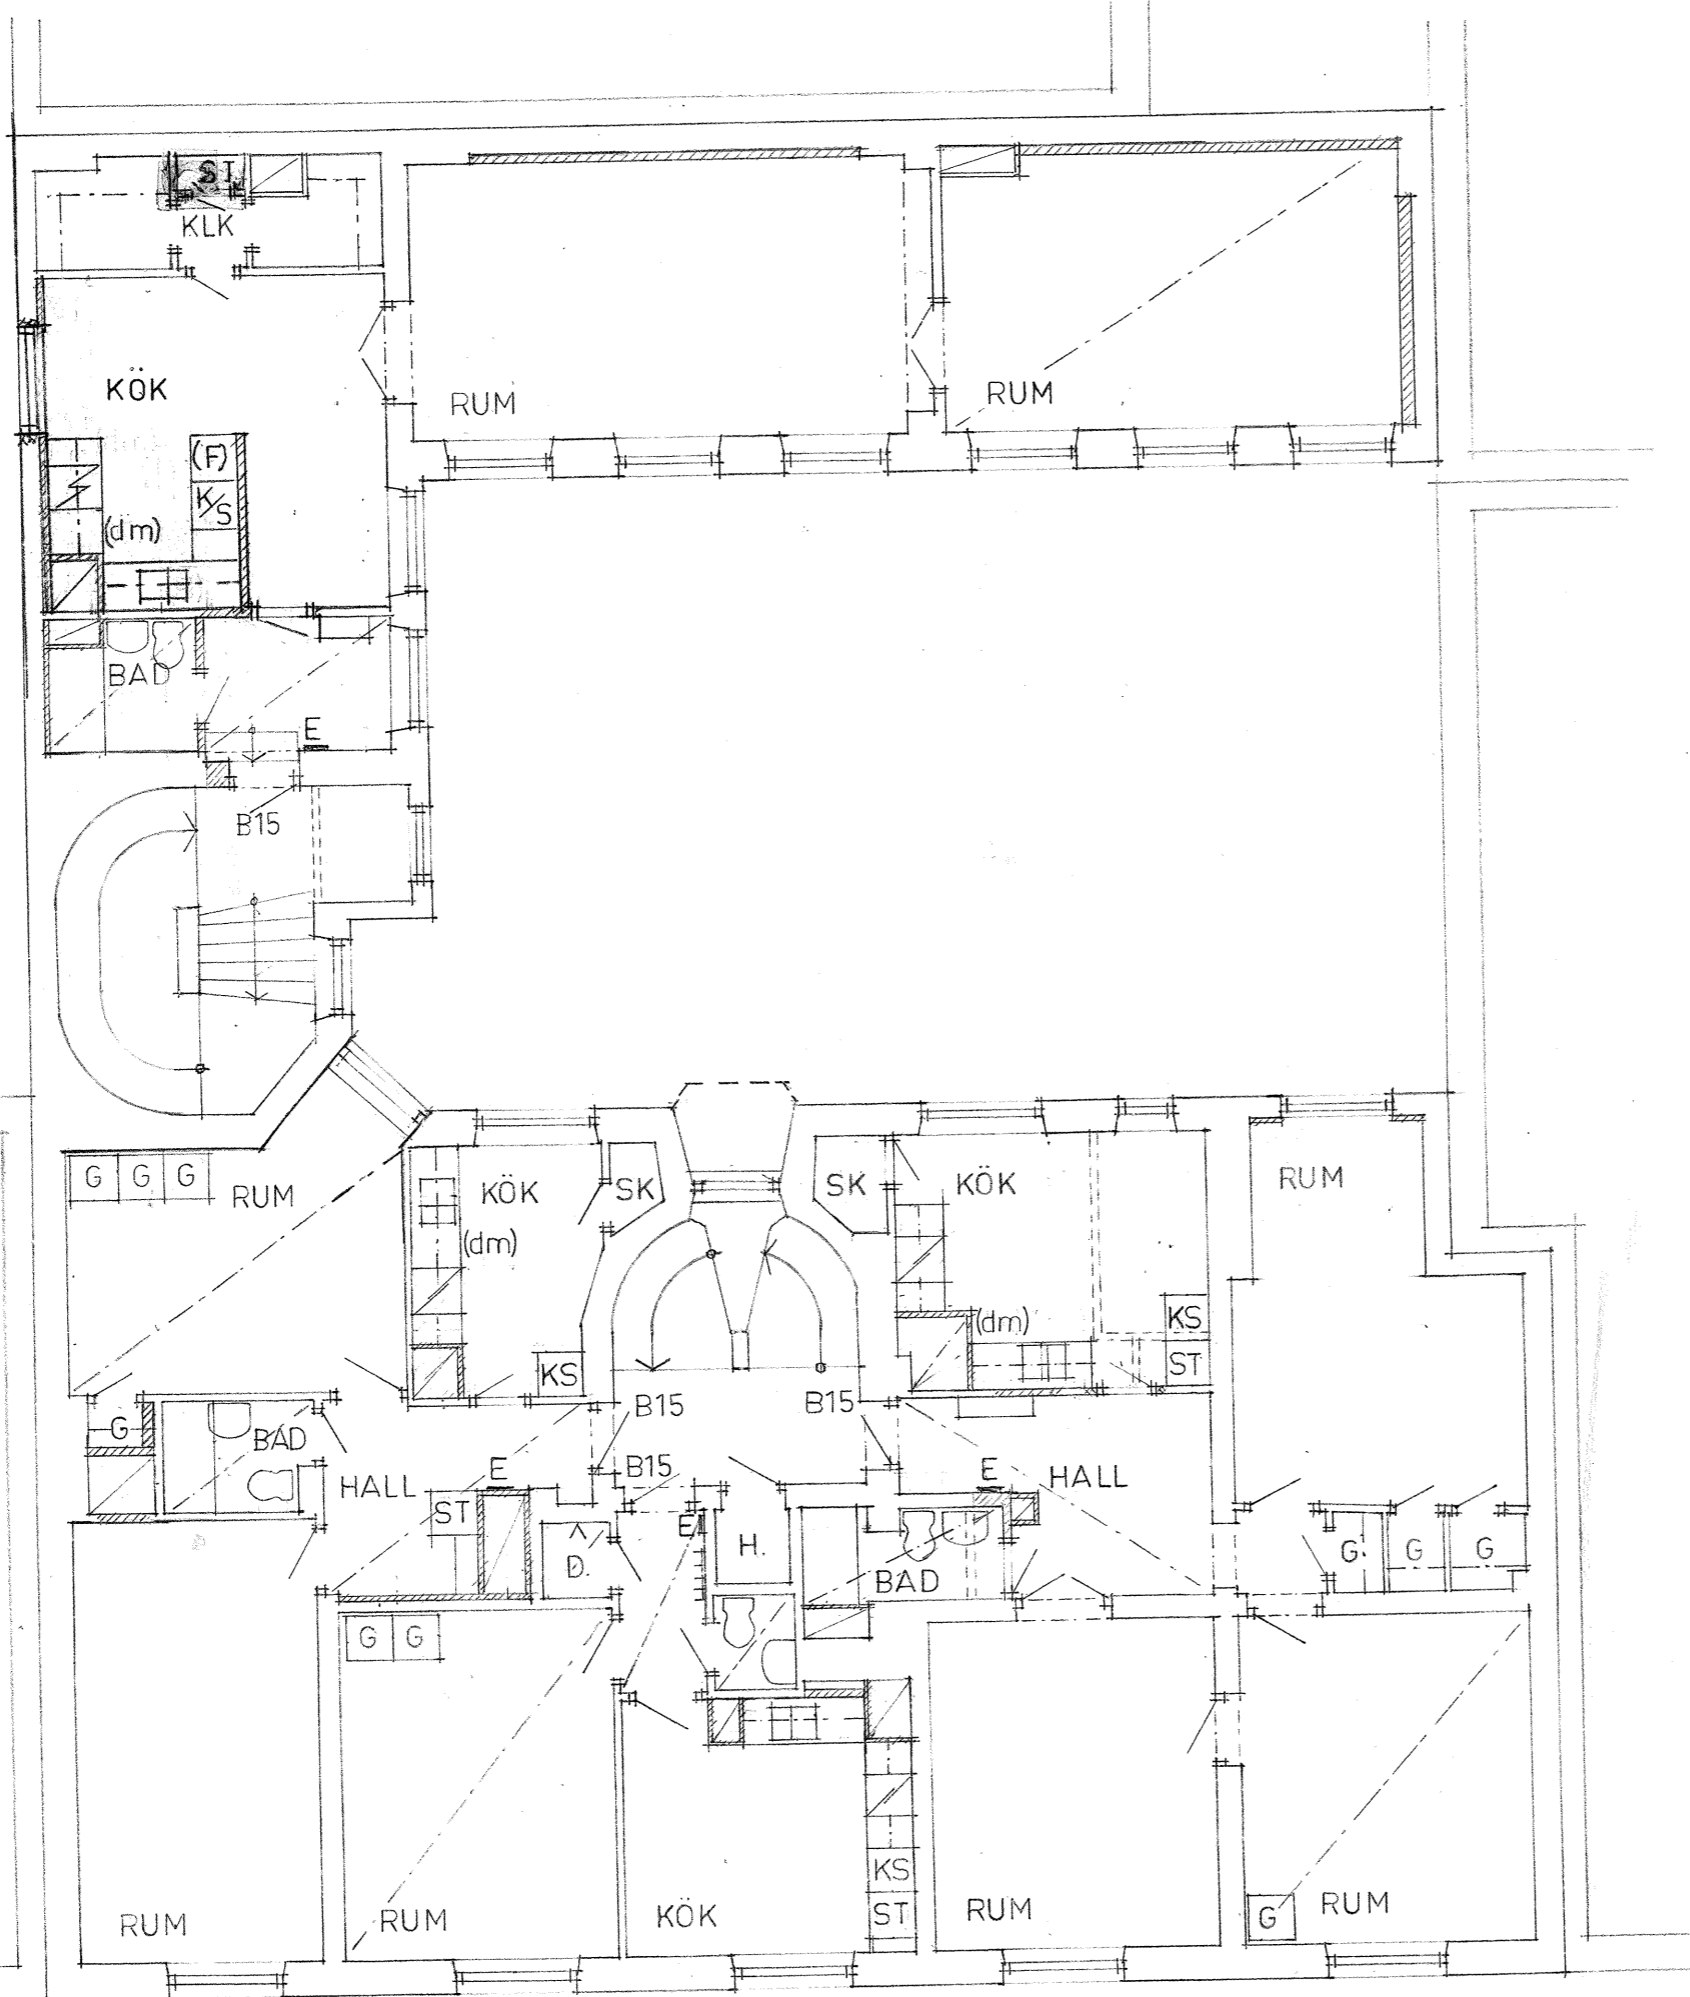 ST
KLK
KÖK
RUM
RUM
(F)
K/S
(dm)
BAD
E
B15
G G G
RUM
KÖK
(dm)
SK
KS
SK
KÖK
(dm)
KS
ST
RUM
B15
B15
B15
G
BAD
HALL
E
ST
D.
E
H.
BAD
E
HALL
G.
G
G
G G
RUM
RUM
KÖK
KS
ST
RUM
G
RUM